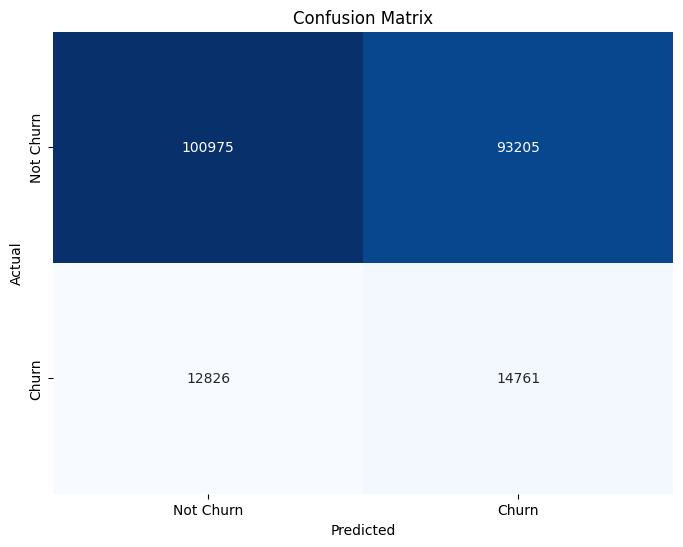 Confusion Matrix
Not Churn
100975
93205
Actual
Churn
12826
14761
Not Churn
Churn
Predicted